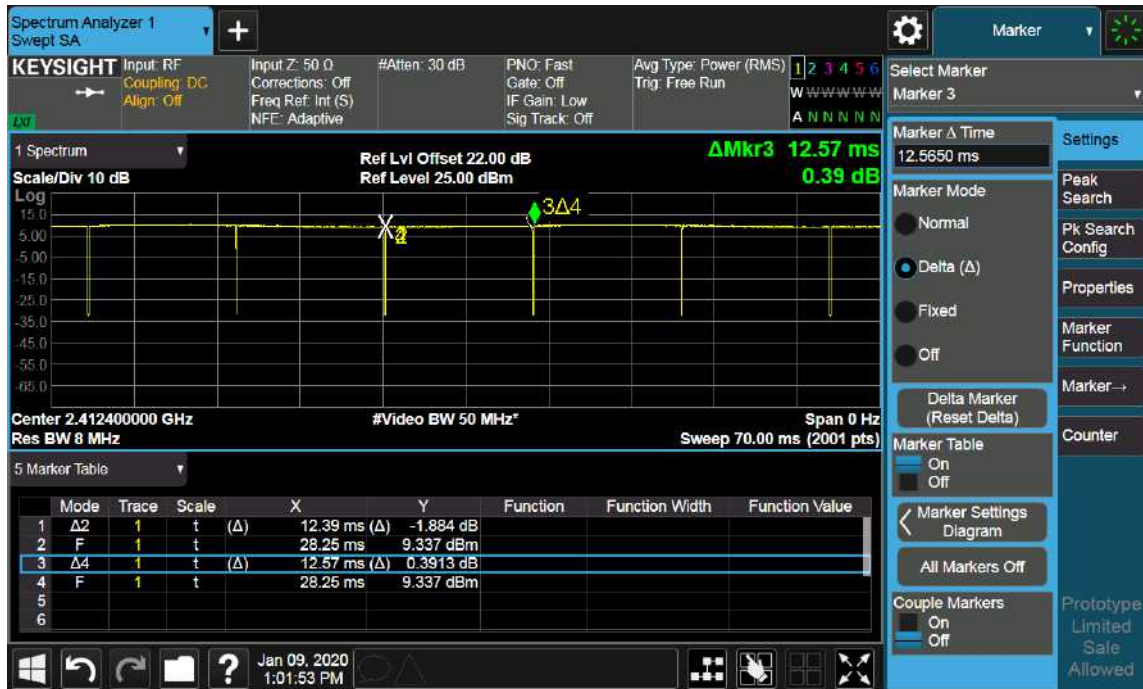 Spectrum Analyzer 1
Swept SA
+
Marker
KEYSIGHT
Input: RF
Coupling: DC
Align: Off
Input Z: 50 Ω
Corrections: Off
Freq Ref: Int (S)
NFE: Adaptive
#Atten: 30 dB
PNO: Fast
Gate: Off
IF Gain: Low
Sig Track: Off
Avg Type: Power (RMS)
Trig: Free Run
1 2 3 4 5 6
W W W W W W
A N N N N N
LXI
Select Marker
Marker 3
1 Spectrum
Scale/Div 10 dB
Ref Lvl Offset 22.00 dB
Ref Level 25.00 dBm
ΔMkr3 12.57 ms
0.39 dB
Log
15.0
5.00
-5.00
-15.0
-25.0
-35.0
-45.0
-55.0
-65.0
3Δ4
Center 2.412400000 GHz
Res BW 8 MHz
#Video BW 50 MHz*
Span 0 Hz
Sweep 70.00 ms (2001 pts)
5 Marker Table
Mode Trace Scale X Y Function Function Width Function Value
1 Δ2 1 t (Δ) 12.39 ms (Δ) -1.884 dB
2 F 1 t 28.25 ms 9.337 dBm
3 Δ4 1 t (Δ) 12.57 ms (Δ) 0.3913 dB
4 F 1 t 28.25 ms 9.337 dBm
5
6
Marker Δ Time
12.5650 ms
Marker Mode
Normal
Delta (Δ)
Fixed
Off
Delta Marker
(Reset Delta)
Marker Table
On
Off
Marker Settings
Diagram
All Markers Off
Couple Markers
On
Off
Settings
Peak
Search
Pk Search
Config
Properties
Marker
Function
Marker→
Counter
Prototype
Limited
Sale
Allowed
?
Jan 09, 2020
1:01:53 PM